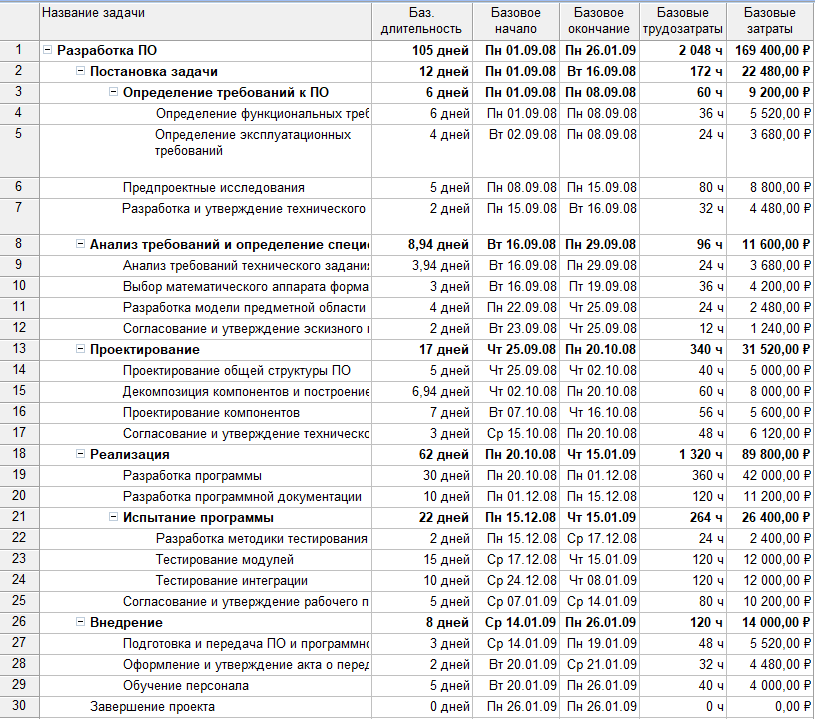 Название задачи Баз. длительность Базовое начало Базовое окончание Базовые трудозатраты Базовые затраты
1 Разработка ПО 105 дней Пн 01.09.08 Пн 26.01.09 2 048 ч 169 400,00 ₽
2 Постановка задачи 12 дней Пн 01.09.08 Вт 16.09.08 172 ч 22 480,00 ₽
3 Определение требований к ПО 6 дней Пн 01.09.08 Пн 08.09.08 60 ч 9 200,00 ₽
4 Определение функциональных треб 6 дней Пн 01.09.08 Пн 08.09.08 36 ч 5 520,00 ₽
5 Определение эксплуатационных 4 дней Вт 02.09.08 Пн 08.09.08 24 ч 3 680,00 ₽
требований
6 Предпроектные исследования 5 дней Пн 08.09.08 Пн 15.09.08 80 ч 8 800,00 ₽
7 Разработка и утверждение технического 2 дней Пн 15.09.08 Вт 16.09.08 32 ч 4 480,00 ₽
8 Анализ требований и определение специ 8,94 дней Вт 16.09.08 Пн 29.09.08 96 ч 11 600,00 ₽
9 Анализ требований технического задани 3,94 дней Вт 16.09.08 Пн 29.09.08 24 ч 3 680,00 ₽
10 Выбор математического аппарата форма 3 дней Вт 16.09.08 Пт 19.09.08 36 ч 4 200,00 ₽
11 Разработка модели предметной области 4 дней Пн 22.09.08 Чт 25.09.08 24 ч 2 480,00 ₽
12 Согласование и утверждение эскизного 2 дней Вт 23.09.08 Чт 25.09.08 12 ч 1 240,00 ₽
13 Проектирование 17 дней Чт 25.09.08 Пн 20.10.08 340 ч 31 520,00 ₽
14 Проектирование общей структуры ПО 5 дней Чт 25.09.08 Чт 02.10.08 40 ч 5 000,00 ₽
15 Декомпозиция компонентов и построение 6,94 дней Чт 02.10.08 Пн 20.10.08 60 ч 8 000,00 ₽
16 Проектирование компонентов 7 дней Вт 07.10.08 Чт 16.10.08 56 ч 5 600,00 ₽
17 Согласование и утверждение техническо 3 дней Ср 15.10.08 Пн 20.10.08 48 ч 6 120,00 ₽
18 Реализация 62 дней Пн 20.10.08 Чт 15.01.09 1 320 ч 89 800,00 ₽
19 Разработка программы 30 дней Пн 20.10.08 Пн 01.12.08 360 ч 42 000,00 ₽
20 Разработка программной документации 10 дней Пн 01.12.08 Пн 15.12.08 120 ч 11 200,00 ₽
21 Испытание программы 22 дней Пн 15.12.08 Чт 15.01.09 264 ч 26 400,00 ₽
22 Разработка методики тестирования 2 дней Пн 15.12.08 Ср 17.12.08 24 ч 2 400,00 ₽
23 Тестирование модулей 15 дней Ср 17.12.08 Чт 15.01.09 120 ч 12 000,00 ₽
24 Тестирование интеграции 10 дней Ср 24.12.08 Чт 08.01.09 120 ч 12 000,00 ₽
25 Согласование и утверждение рабочего п 5 дней Ср 07.01.09 Ср 14.01.09 80 ч 10 200,00 ₽
26 Внедрение 8 дней Ср 14.01.09 Пн 26.01.09 120 ч 14 000,00 ₽
27 Подготовка и передача ПО и программно 3 дней Ср 14.01.09 Пн 19.01.09 48 ч 5 520,00 ₽
28 Оформление и утверждение акта о перед 2 дней Вт 20.01.09 Ср 21.01.09 32 ч 4 480,00 ₽
29 Обучение персонала 5 дней Вт 20.01.09 Пн 26.01.09 40 ч 4 000,00 ₽
30 Завершение проекта 0 дней Пн 26.01.09 Пн 26.01.09 0 ч 0,00 ₽